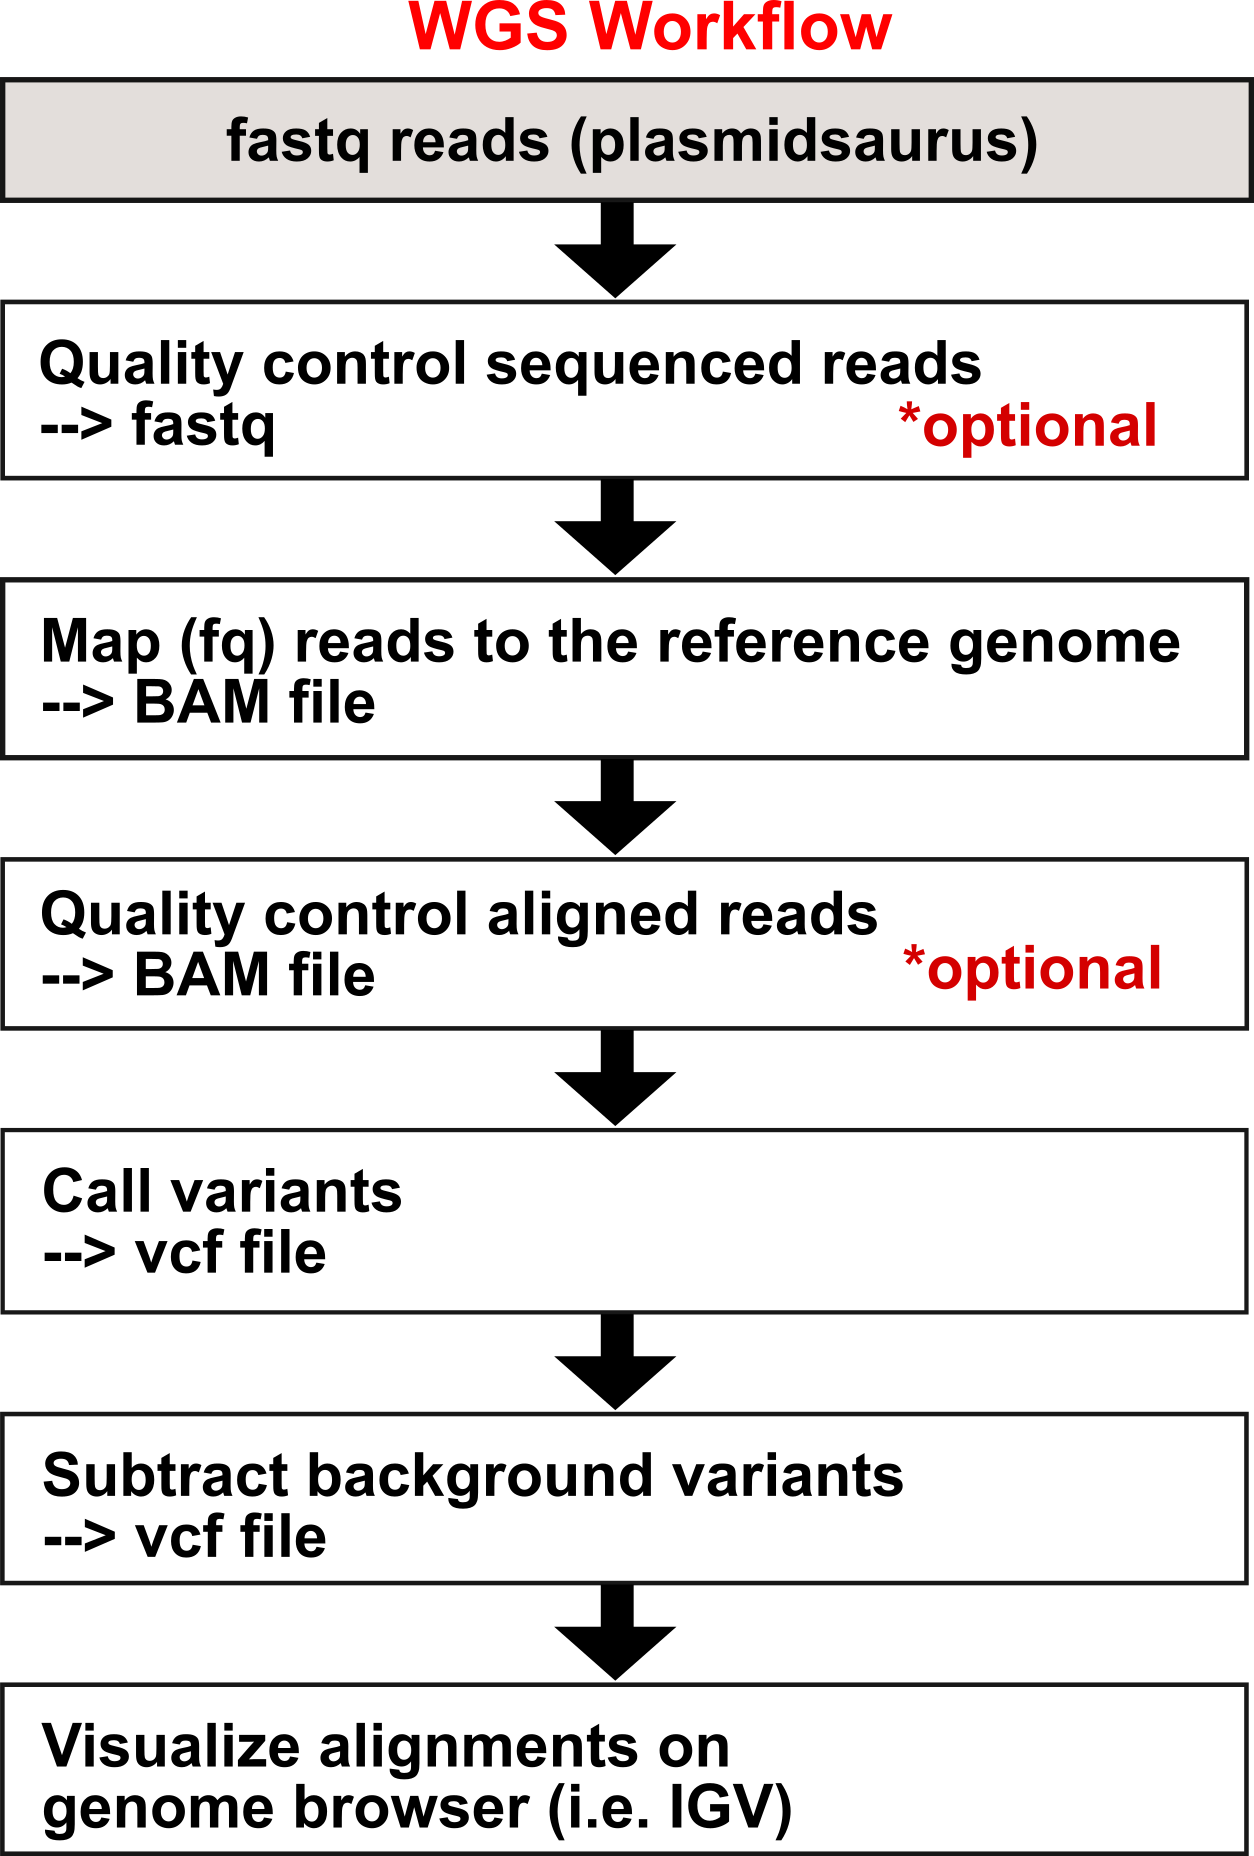 WGS Workflow
fastq reads (plasmidsaurus)
Quality control sequenced reads
--> fastq
*optional
Map (fq) reads to the reference genome
--> BAM file
Quality control aligned reads
--> BAM file
*optional
Call variants
--> vcf file
Subtract background variants
--> vcf file
Visualize alignments on
genome browser (i.e. IGV)